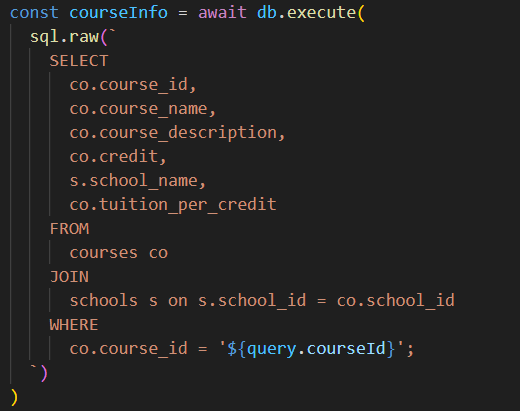 const courseInfo = await db.execute(
  sql.raw(`
    SELECT
      co.course_id,
      co.course_name,
      co.course_description,
      co.credit,
      s.school_name,
      co.tuition_per_credit
    FROM
      courses co
    JOIN
      schools s on s.school_id = co.school_id
    WHERE
      co.course_id = '${query.courseId}';
  `)
)